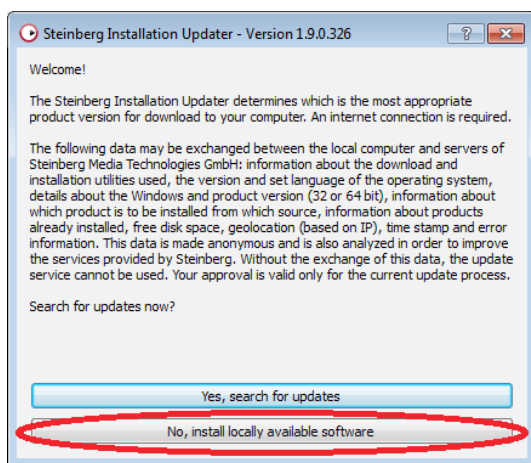 Steinberg Installation Updater - Version 1.9.0.326
Welcome!
The Steinberg Installation Updater determines which is the most appropriate
product version for download to your computer. An internet connection is required.
The following data may be exchanged between the local computer and servers of
Steinberg Media Technologies GmbH: information about the download and
installation utilities used, the version and set language of the operating system,
details about the Windows and product version (32 or 64 bit), information about
which product is to be installed from which source, information about products
already installed, free disk space, geolocation (based on IP), time stamp and error
information. This data is made anonymous and is also analyzed in order to improve
the services provided by Steinberg. Without the exchange of this data, the update
service cannot be used. Your approval is valid only for the current update process.
Search for updates now?
Yes, search for updates
No, install locally available software